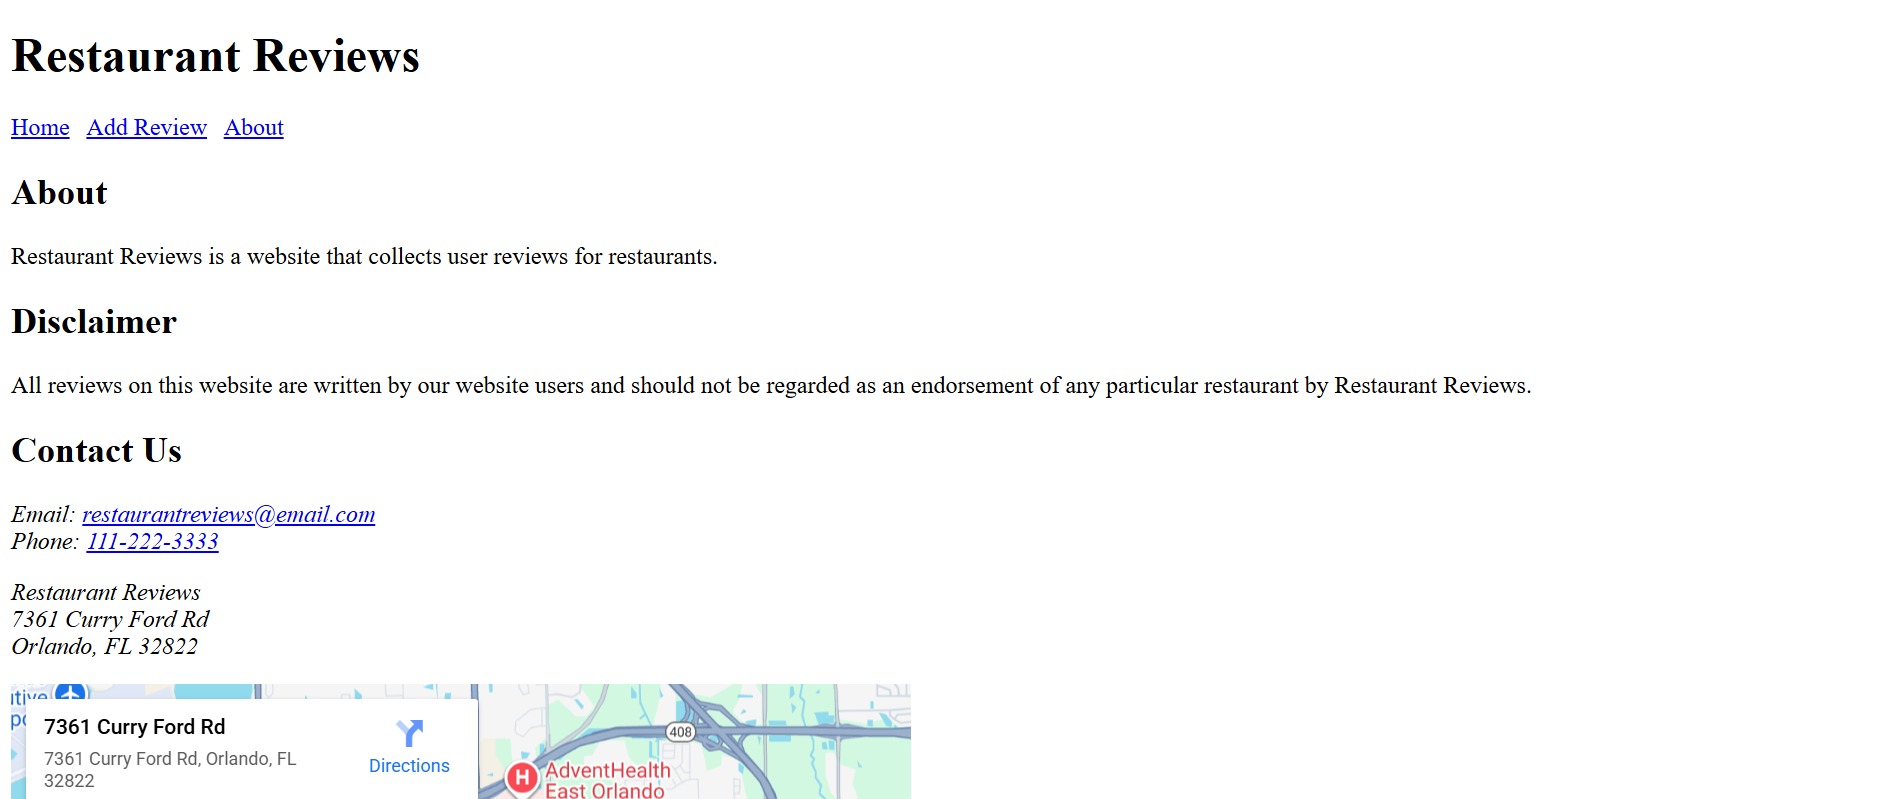 Restaurant Reviews
Home Add Review About
About
Restaurant Reviews is a website that collects user reviews for restaurants.
Disclaimer
All reviews on this website are written by our website users and should not be regarded as an endorsement of any particular restaurant by Restaurant Reviews.
Contact Us
Email: restaurantreviews@email.com
Phone: 111-222-3333
Restaurant Reviews
7361 Curry Ford Rd
Orlando, FL 32822
7361 Curry Ford Rd
7361 Curry Ford Rd, Orlando, FL
32822
Directions
408
H
AdventHealth
East Orlando